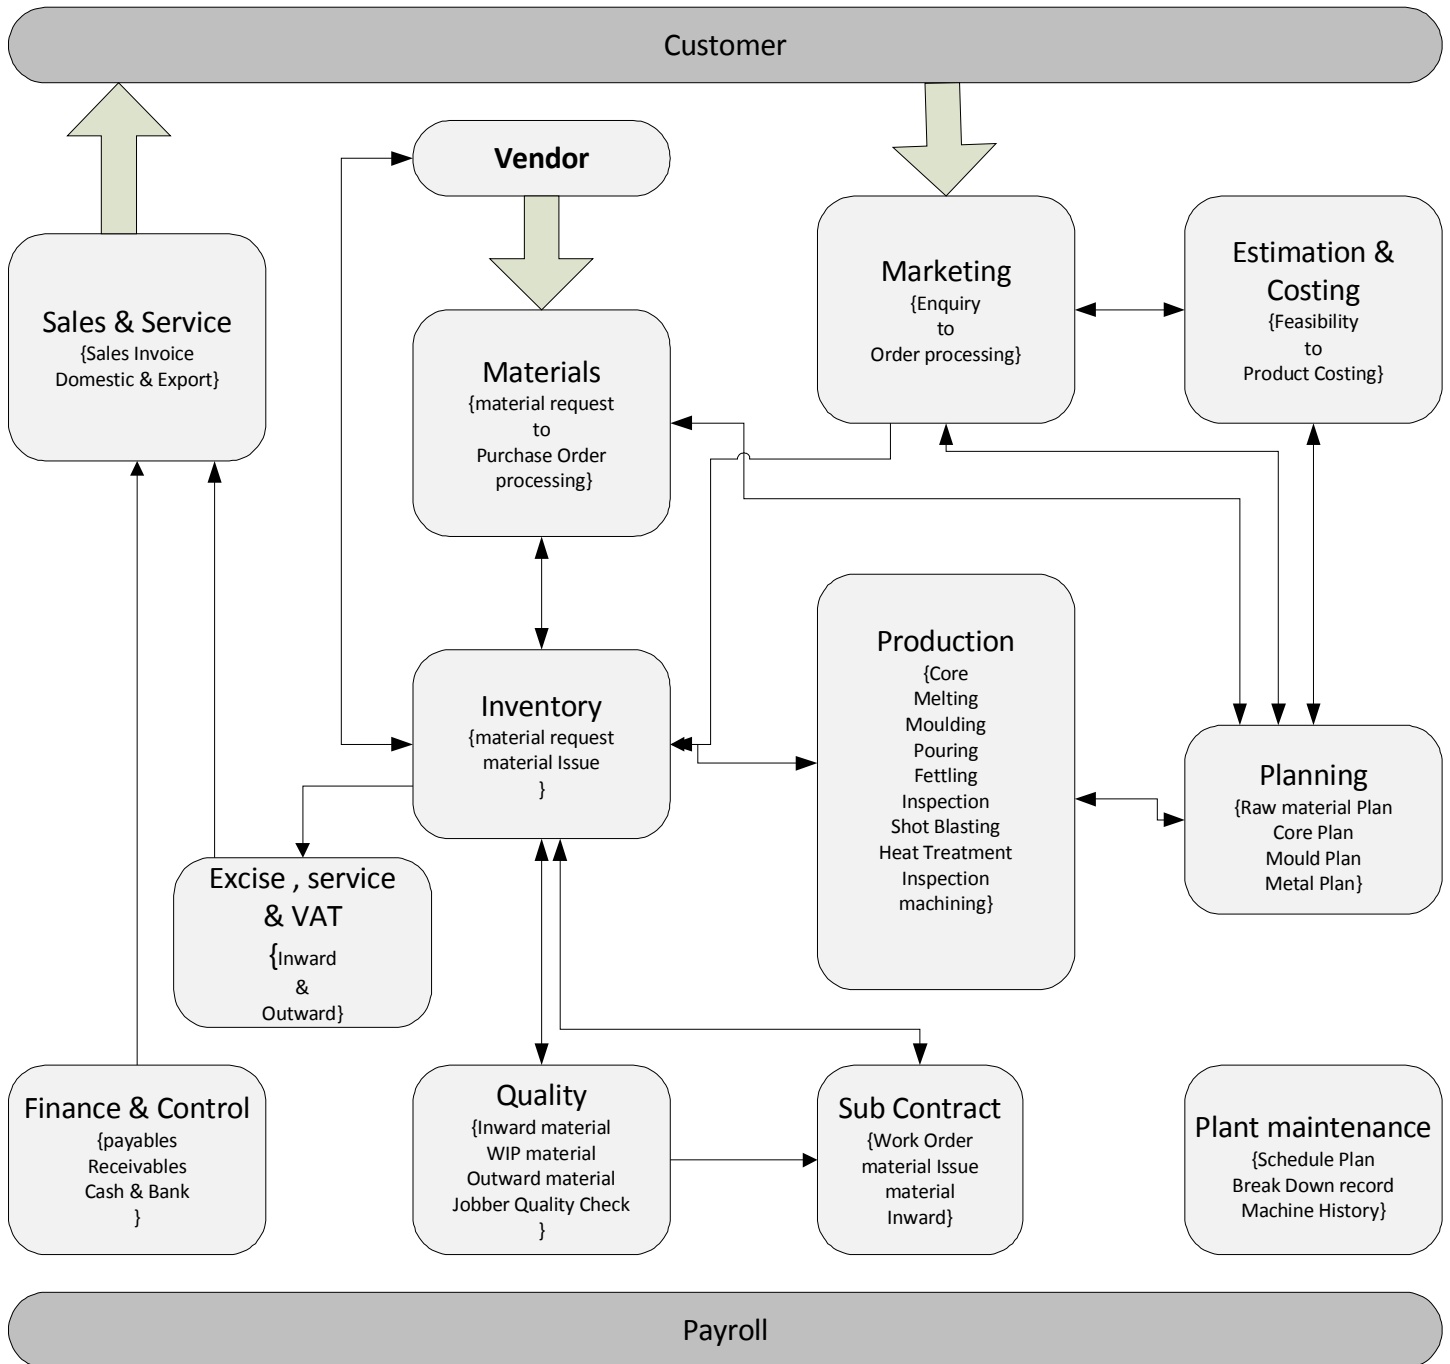 Customer
Vendor
Sales & Service
{Sales Invoice
Domestic & Export}
Materials
{material request
to
Purchase Order
processing}
Marketing
{Enquiry
to
Order processing}
Estimation &
Costing
{Feasibility
to
Product Costing}
Inventory
{material request
material Issue
}
Production
{Core
Melting
Moulding
Pouring
Fettling
Inspection
Shot Blasting
Heat Treatment
Inspection
machining}
Planning
{Raw material Plan
Core Plan
Mould Plan
Metal Plan}
Excise , service
& VAT
{Inward
&
Outward}
Finance & Control
{payables
Receivables
Cash & Bank
}
Quality
{Inward material
WIP material
Outward material
Jobber Quality Check
}
Sub Contract
{Work Order
material Issue
material
Inward}
Plant maintenance
{Schedule Plan
Break Down record
Machine History}
Payroll